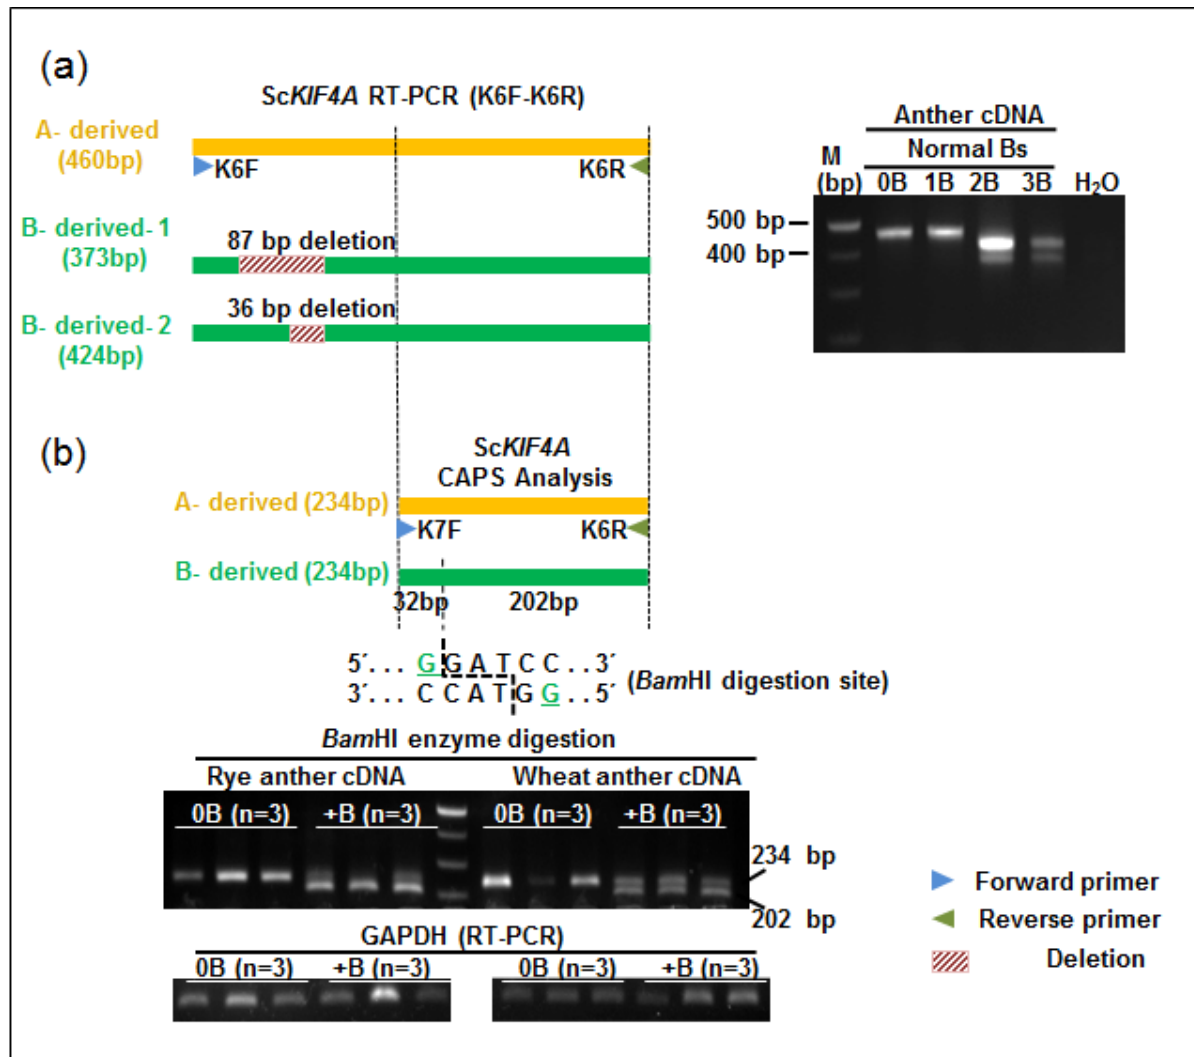 (a)
ScKIF4A RT-PCR (K6F-K6R)
A- derived
(460bp)
K6F
K6R
B- derived- 1
(373bp)
87 bp deletion
B- derived- 2
(424bp)
36 bp deletion
Anther cDNA
Normal Bs
M
(bp)
0B 1B 2B 3B H₂O
500 bp
400 bp
(b)
ScKIF4A
CAPS Analysis
A- derived (234bp)
K7F
K6R
B- derived (234bp)
32bp
202bp
5´... G G A T C C . . 3´
3´... C C A T G G . . 5´
(BamHI digestion site)
BamHI enzyme digestion
Rye anther cDNA
Wheat anther cDNA
0B (n=3) +B (n=3)
0B (n=3) +B (n=3)
234 bp
202 bp
GAPDH (RT-PCR)
0B (n=3) +B (n=3)
0B (n=3) +B (n=3)
Forward primer
Reverse primer
Deletion